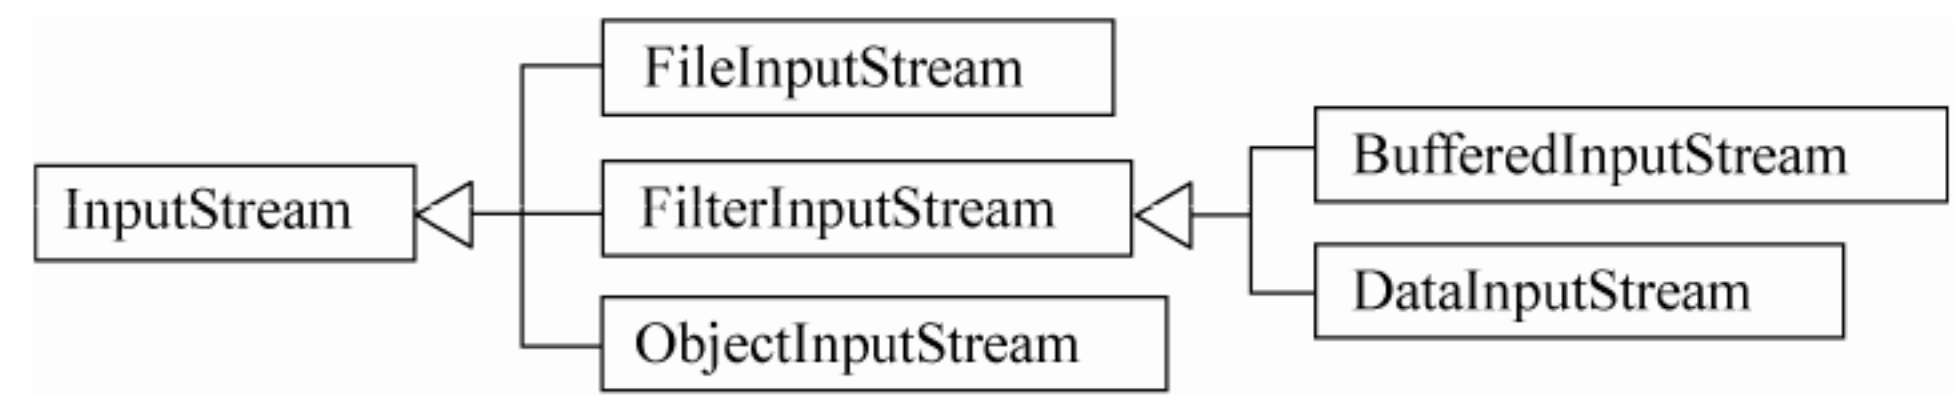 FileInputStream
BufferedInputStream
InputStream
FilterInputStream
DataInputStream
ObjectInputStream